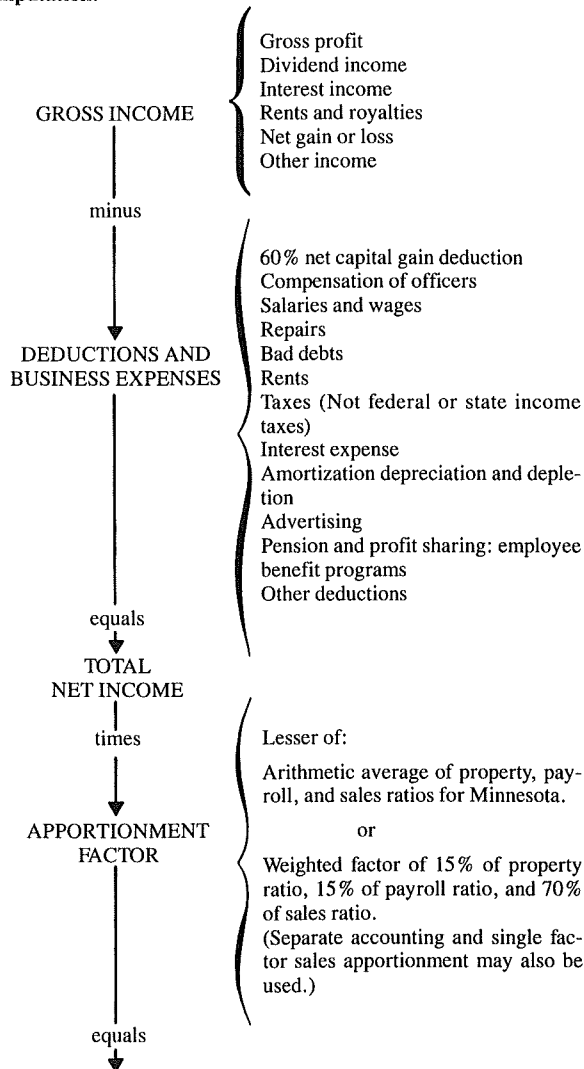 Gross profit
Dividend income
Interest income
GROSS INCOME
Rents and royalties
Net gain or loss
Other income
minus
60% net capital gain deduction
Compensation of officers
Salaries and wages
Repairs
DEDUCTIONS AND
BUSINESS EXPENSES
Bad debts
Rents
Taxes (Not federal or state income
taxes)
Interest expense
Amortization depreciation and deple-
tion
Advertising
Pension and profit sharing: employee
benefit programs
Other deductions
equals
TOTAL
NET INCOME
times
Lesser of:
Arithmetic average of property, pay-
roll, and sales ratios for Minnesota.
APPORTIONMENT
FACTOR
or
Weighted factor of 15% of property
ratio, 15% of payroll ratio, and 70%
of sales ratio.
(Separate accounting and single fac-
tor sales apportionment may also be
used.)
equals